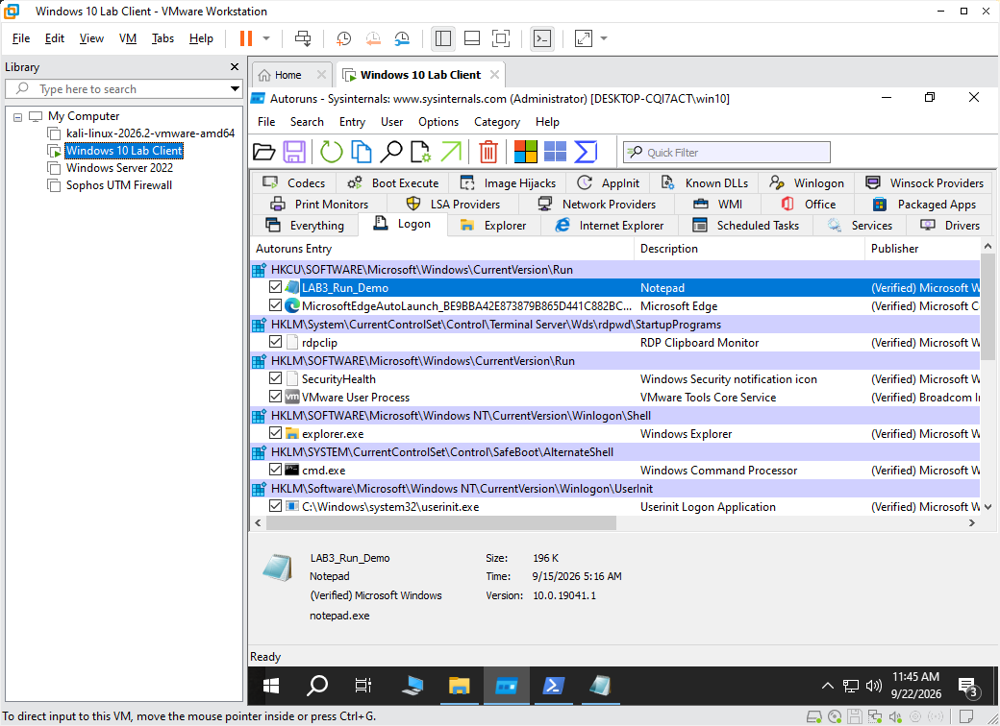 Windows 10 Lab Client - VMware Workstation
File Edit View VM Tabs Help
Library
Type here to search
My Computer
kali-linux-2026.2-vmware-amd64
Windows 10 Lab Client
Windows Server 2022
Sophos UTM Firewall
Home Windows 10 Lab Client
Autoruns - Sysinternals: www.sysinternals.com (Administrator) [DESKTOP-CQI7ACT\win10]
File Search Entry User Options Category Help
Quick Filter
Codecs Boot Execute Image Hijacks AppInit Known DLLs Winlogon Winsock Providers
Print Monitors LSA Providers Network Providers WMI Office Packaged Apps
Everything Logon Explorer Internet Explorer Scheduled Tasks Services Drivers
Autoruns Entry Description Publisher
HKCU\SOFTWARE\Microsoft\Windows\CurrentVersion\Run
LAB3_Run_Demo Notepad (Verified) Microsoft W
MicrosoftEdgeAutoLaunch_BE9BBA42E873879B865D441C882BC... Microsoft Edge (Verified) Microsoft C
HKLM\System\CurrentControlSet\Control\Terminal Server\Wds\rdpwd\StartupPrograms
rdpclip RDP Clipboard Monitor (Verified) Microsoft W
HKLM\SOFTWARE\Microsoft\Windows\CurrentVersion\Run
SecurityHealth Windows Security notification icon (Verified) Microsoft W
vm VMware User Process VMware Tools Core Service (Verified) Broadcom In
HKLM\SOFTWARE\Microsoft\Windows NT\CurrentVersion\Winlogon\Shell
explorer.exe Windows Explorer (Verified) Microsoft W
HKLM\SYSTEM\CurrentControlSet\Control\SafeBoot\AlternateShell
cmd.exe Windows Command Processor (Verified) Microsoft W
HKLM\Software\Microsoft\Windows NT\CurrentVersion\Winlogon\Userinit
C:\Windows\system32\userinit.exe Userinit Logon Application (Verified) Microsoft W
LAB3_Run_Demo Size: 196 K
Notepad Time: 9/15/2026 5:16 AM
(Verified) Microsoft Windows Version: 10.0.19041.1
notepad.exe
Ready
11:45 AM
9/22/2026
3
To direct input to this VM, move the mouse pointer inside or press Ctrl+G.